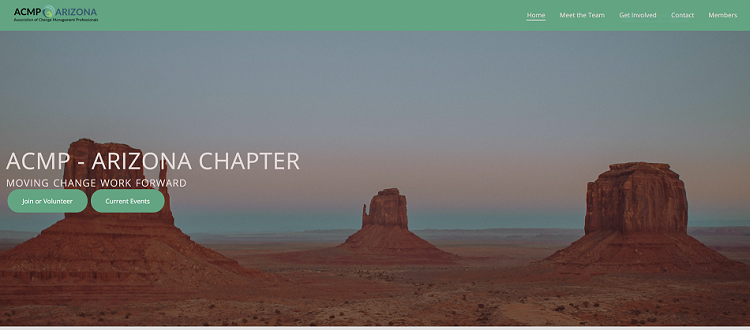 ACMP ARIZONA
Association of Change Management Professionals
Home Meet the Team Get Involved Contact Members
ACMP - ARIZONA CHAPTER
MOVING CHANGE WORK FORWARD
Join or Volunteer Current Events